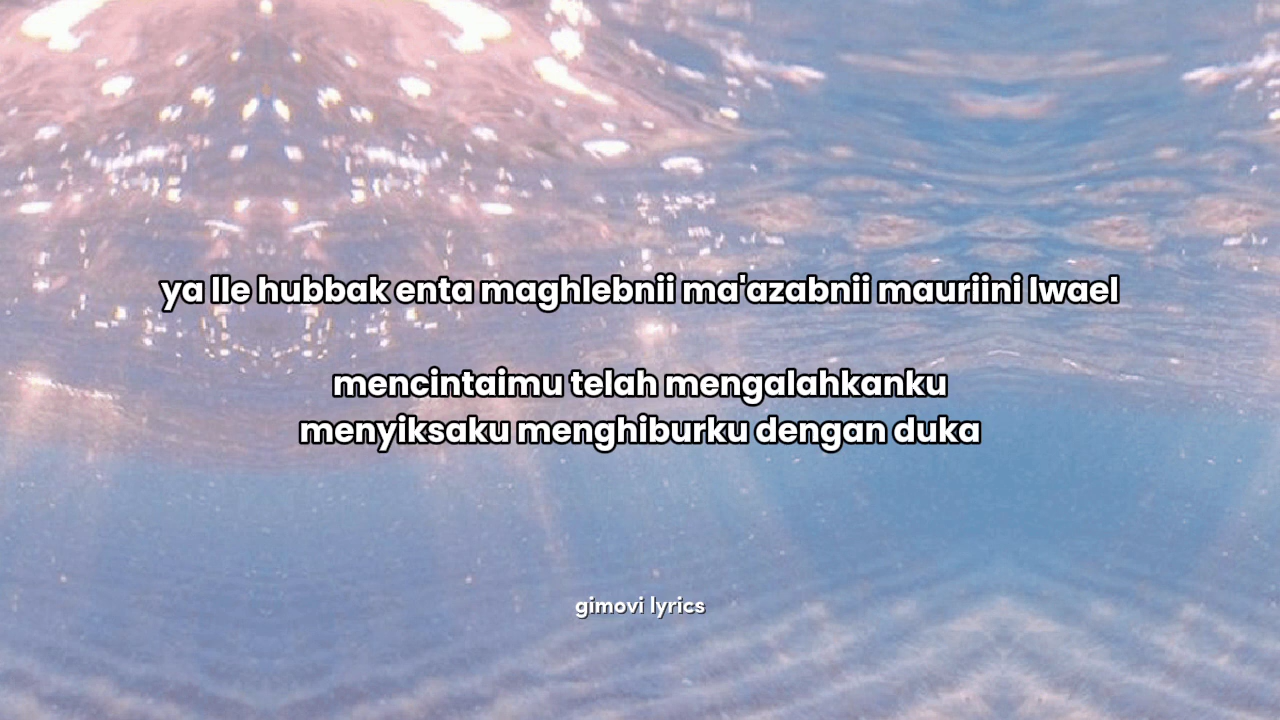 ya lle hubbak enta maghlebnii ma'azabnii mauriini lwael
mencintaimu telah mengalahkanku
menyiksaku menghiburku dengan duka
gimovi lyrics